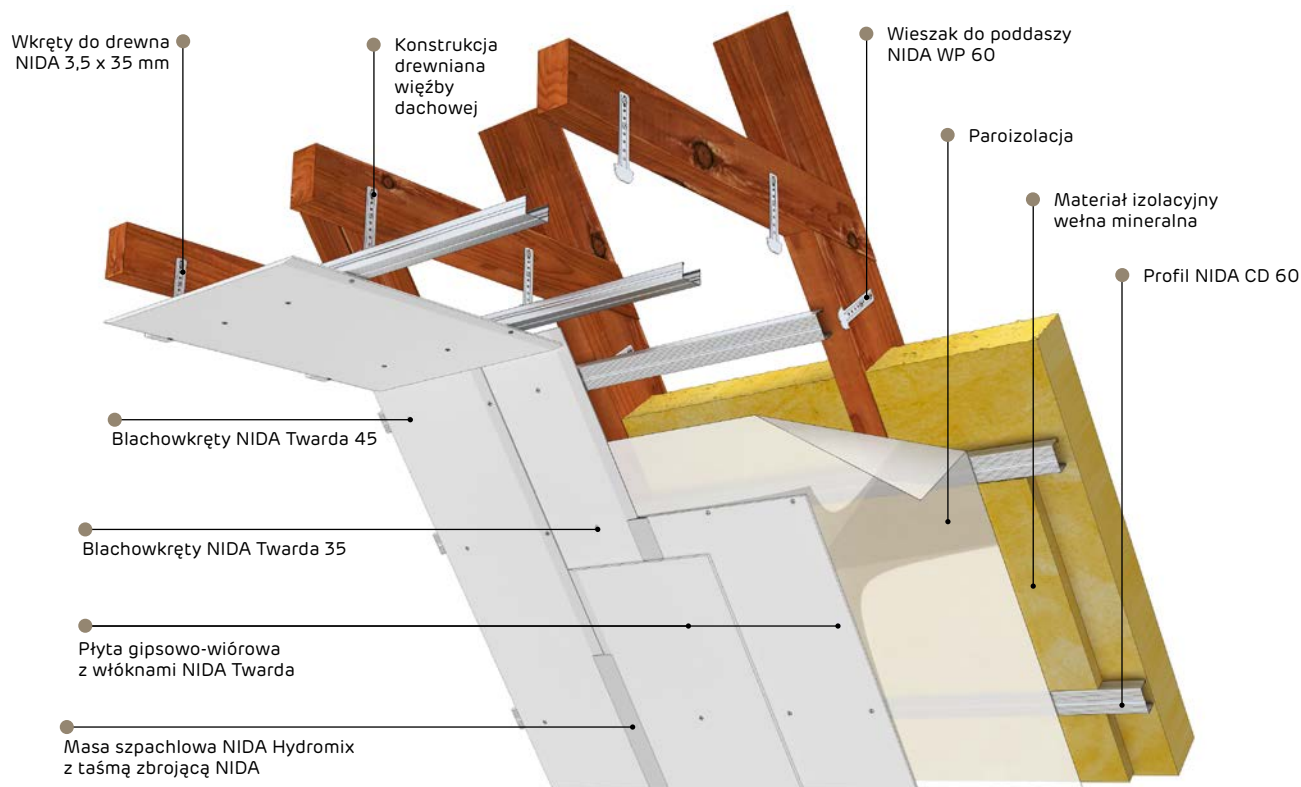 Wkręty do drewna
NIDA 3,5 x 35 mm
Konstrukcja
drewniana
więźby
dachowej
Wieszak do poddaszy
NIDA WP 60
Paroizolacja
Materiał izolacyjny
wełna mineralna
Profil NIDA CD 60
Blachowkręty NIDA Twarda 45
Blachowkręty NIDA Twarda 35
Płyta gipsowo-wiórowa
z włóknami NIDA Twarda
Masa szpachlowa NIDA Hydromix
z taśmą zbrojącą NIDA